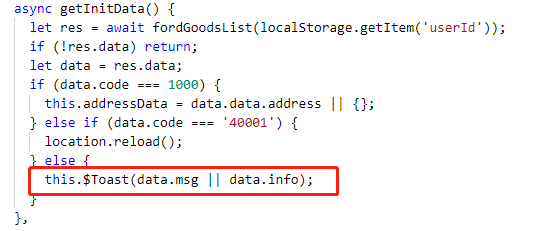 async getInitData() {
let res = await fordGoodsList(localStorage.getItem('userId'));
if (!res.data) return;
let data = res.data;
if (data.code === 1000) {
this.addressData = data.data.address || {};
} else if (data.code === '40001') {
location.reload();
} else {
this.$Toast(data.msg || data.info);
}
},